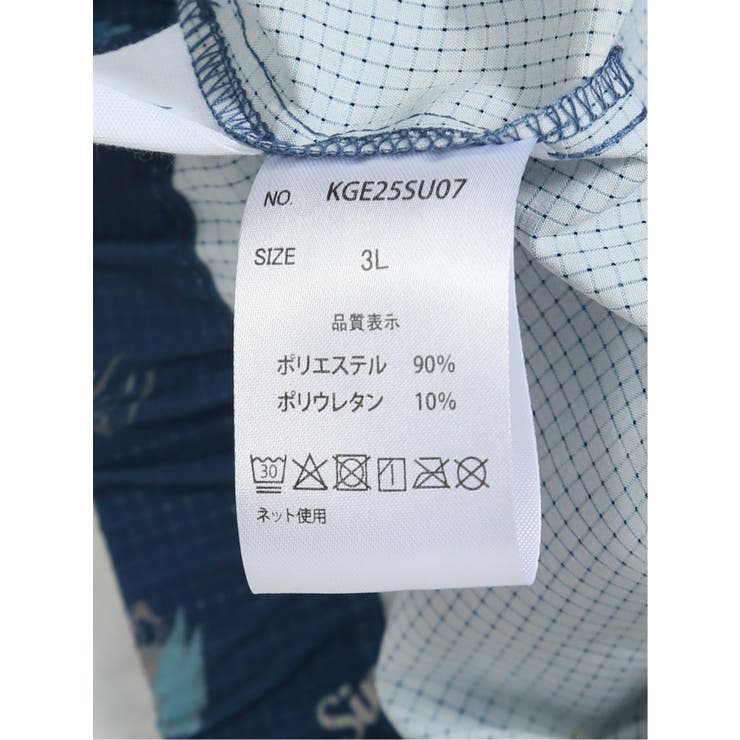 NO. KGE25SU07
SIZE 3L
品質表示
ポリエステル 90%
ポリウレタン 10%
30
ネット使用